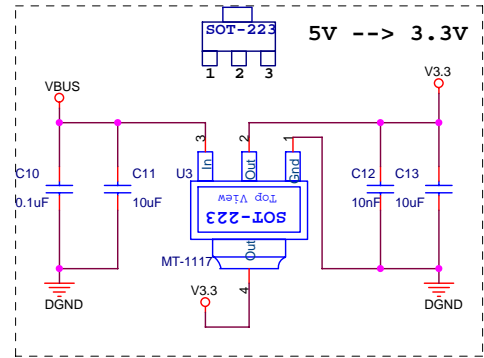 SOT-223
5V --> 3.3V
1 2 3
VBUS
V3.3
3 2 1
In Out Gnd
C10
C11
U3
C12
C13
0.1uF
10uF
10nF
10uF
Top View
SOT-223
Out
MT-1117
4
V3.3
DGND
DGND